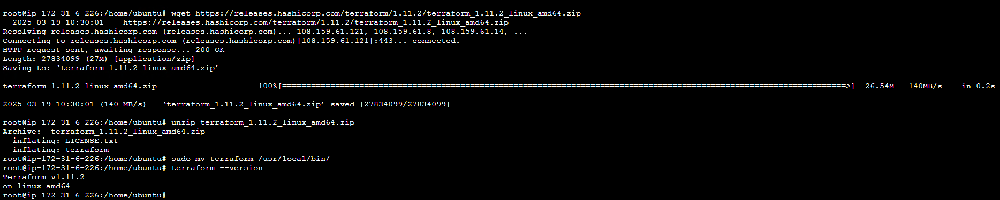 root@ip-172-31-6-226:/home/ubuntu# wget https://releases.hashicorp.com/terraform/1.11.2/terraform_1.11.2_linux_amd64.zip
--2025-03-19 10:30:01--  https://releases.hashicorp.com/terraform/1.11.2/terraform_1.11.2_linux_amd64.zip
Resolving releases.hashicorp.com (releases.hashicorp.com)... 108.159.61.121, 108.159.61.8, 108.159.61.14, ...
Connecting to releases.hashicorp.com (releases.hashicorp.com)|108.159.61.121|:443... connected.
HTTP request sent, awaiting response... 200 OK
Length: 27834099 (27M) [application/zip]
Saving to: ‘terraform_1.11.2_linux_amd64.zip’
terraform_1.11.2_linux_amd64.zip 100%[=====================================================================================================================>] 26.54M 140MB/s in 0.2s
2025-03-19 10:30:01 (140 MB/s) - ‘terraform_1.11.2_linux_amd64.zip’ saved [27834099/27834099]
root@ip-172-31-6-226:/home/ubuntu# unzip terraform_1.11.2_linux_amd64.zip
Archive:  terraform_1.11.2_linux_amd64.zip
  inflating: LICENSE.txt
  inflating: terraform
root@ip-172-31-6-226:/home/ubuntu# sudo mv terraform /usr/local/bin/
root@ip-172-31-6-226:/home/ubuntu# terraform --version
Terraform v1.11.2
on linux_amd64
root@ip-172-31-6-226:/home/ubuntu#